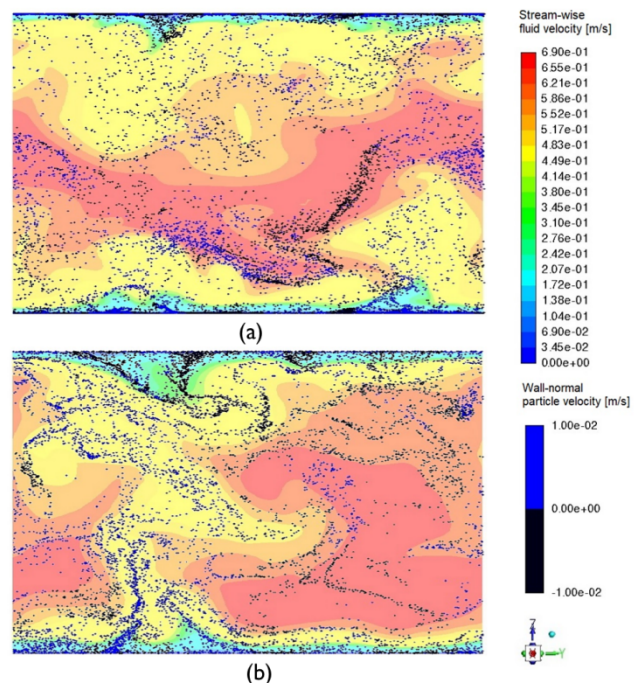 Stream-wise
fluid velocity [m/s]
6.90e-01
6.55e-01
6.21e-01
5.86e-01
5.52e-01
5.17e-01
4.83e-01
4.49e-01
4.14e-01
3.80e-01
3.45e-01
3.10e-01
2.76e-01
2.42e-01
2.07e-01
1.72e-01
1.38e-01
1.04e-01
6.90e-02
3.45e-02
0.00e+00
(a)
Wall-normal
particle velocity [m/s]
1.00e-02
0.00e+00
-1.00e-02
Z
Y
(b)